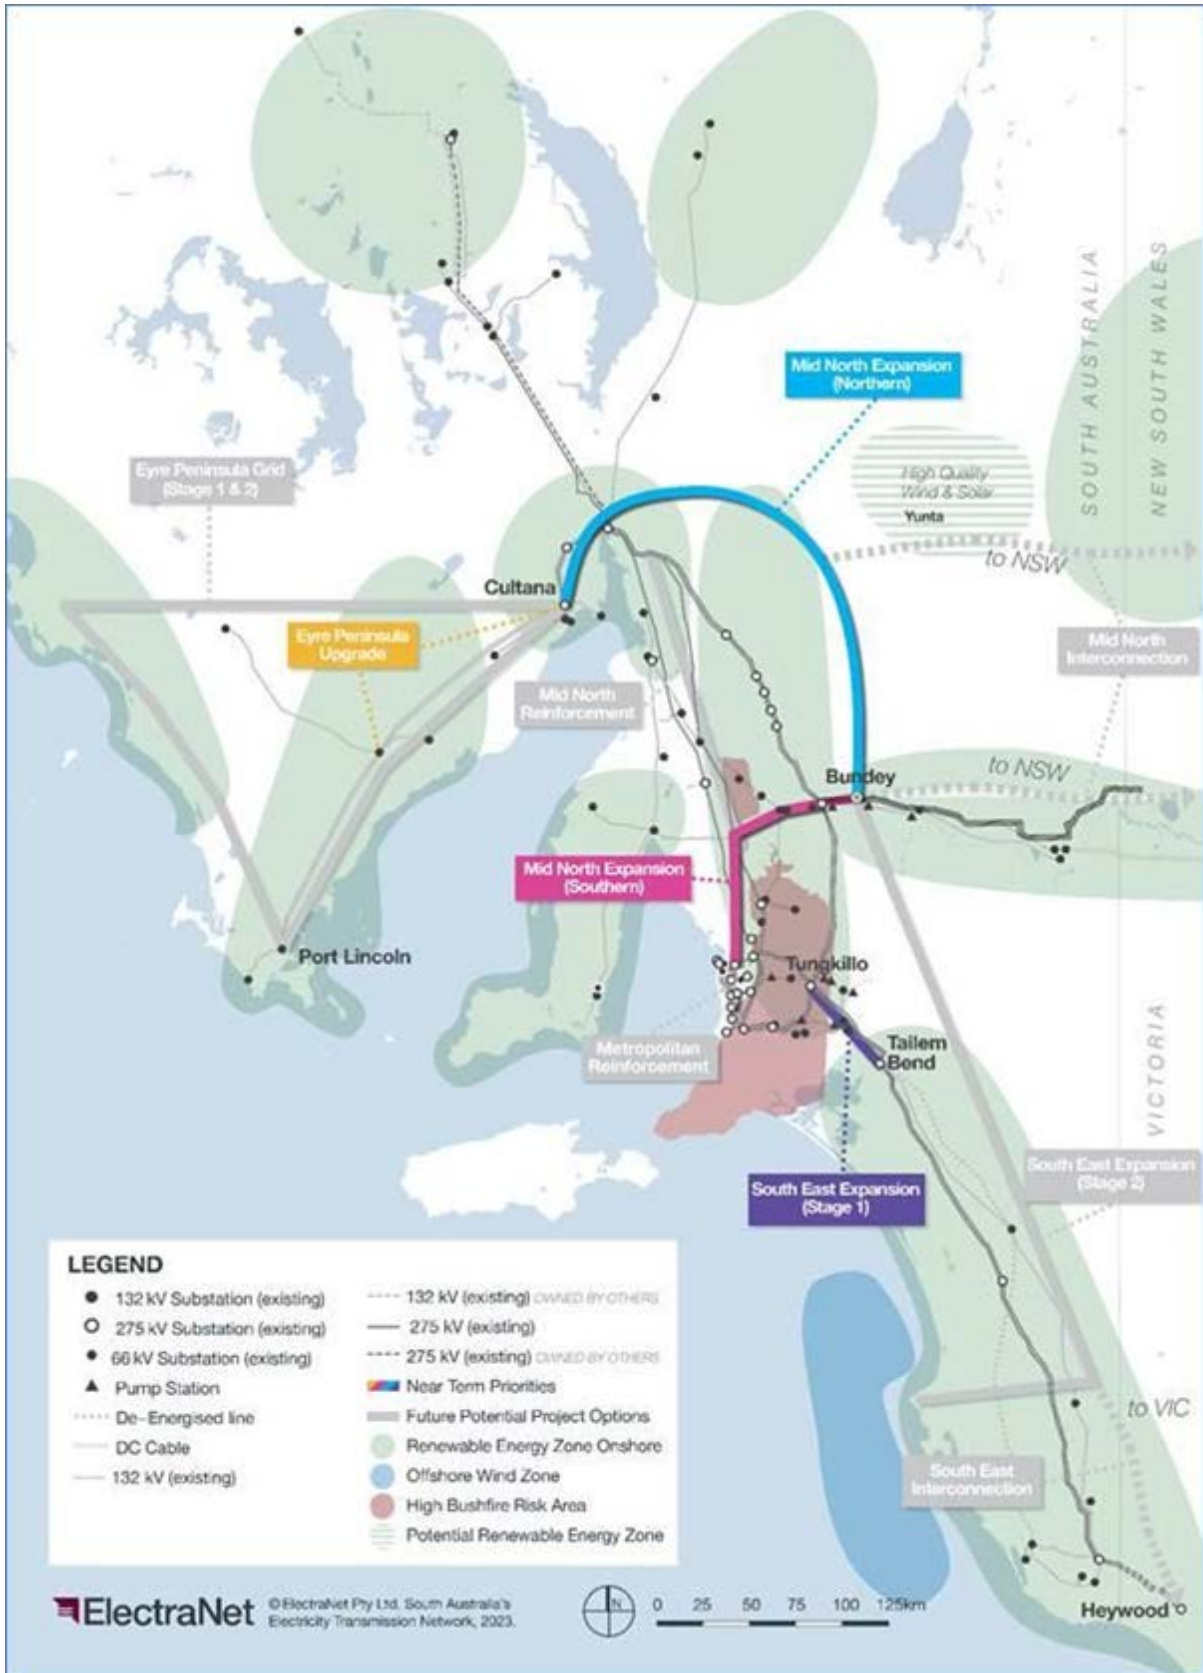 Mid North Expansion
(Northern)
SOUTH AUSTRALIA
NEW SOUTH WALES
Eyre Peninsula Grid
(Stage 1 & 2)
High Quality
Wind & Solar
Yunta
to NSW
Cultana
Eyre Peninsula
Upgrade
Mid North
Interconnection
Mid North
Reinforcement
to NSW
Bundey
Mid North Expansion
(Southern)
Port Lincoln
Tungkillo
Metropolitan
Reinforcement
Tailem
Bend
VICTORIA
South East Expansion
(Stage 2)
South East Expansion
(Stage 1)
to VIC
South East
Interconnection
Heywood
LEGEND
132 kV Substation (existing)
275 kV Substation (existing)
66 kV Substation (existing)
Pump Station
De-Energised line
DC Cable
132 kV (existing)
132 kV (existing) OWNED BY OTHERS
275 kV (existing)
275 kV (existing) OWNED BY OTHERS
Near Term Priorities
Future Potential Project Options
Renewable Energy Zone Onshore
Offshore Wind Zone
High Bushfire Risk Area
Potential Renewable Energy Zone
ElectraNet
© ElectraNet Pty Ltd. South Australia's
Electricity Transmission Network, 2023.
N
0 25 50 75 100 125km